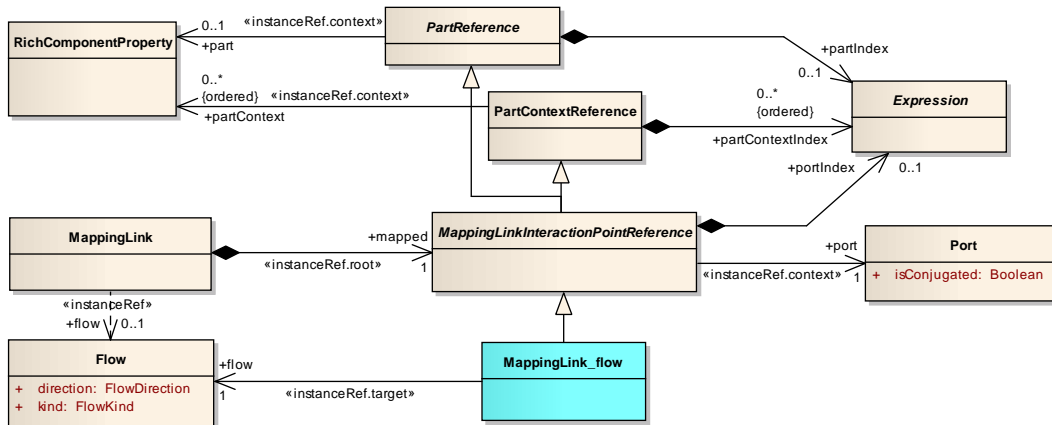 RichComponentProperty
0..1
+part
«instanceRef.context»
PartReference
+partIndex
0..1
0..*
{ordered}
+partContext
«instanceRef.context»
PartContextReference
0..*
{ordered}
+partContextIndex
Expression
+portIndex
0..1
MappingLink
«instanceRef.root»
+mapped
1
MappingLinkInteractionPointReference
«instanceRef.context»
+port
1
Port
+ isConjugated: Boolean
«instanceRef»
+flow
0..1
Flow
+ direction: FlowDirection
+ kind: FlowKind
+flow
1
«instanceRef.target»
MappingLink_flow